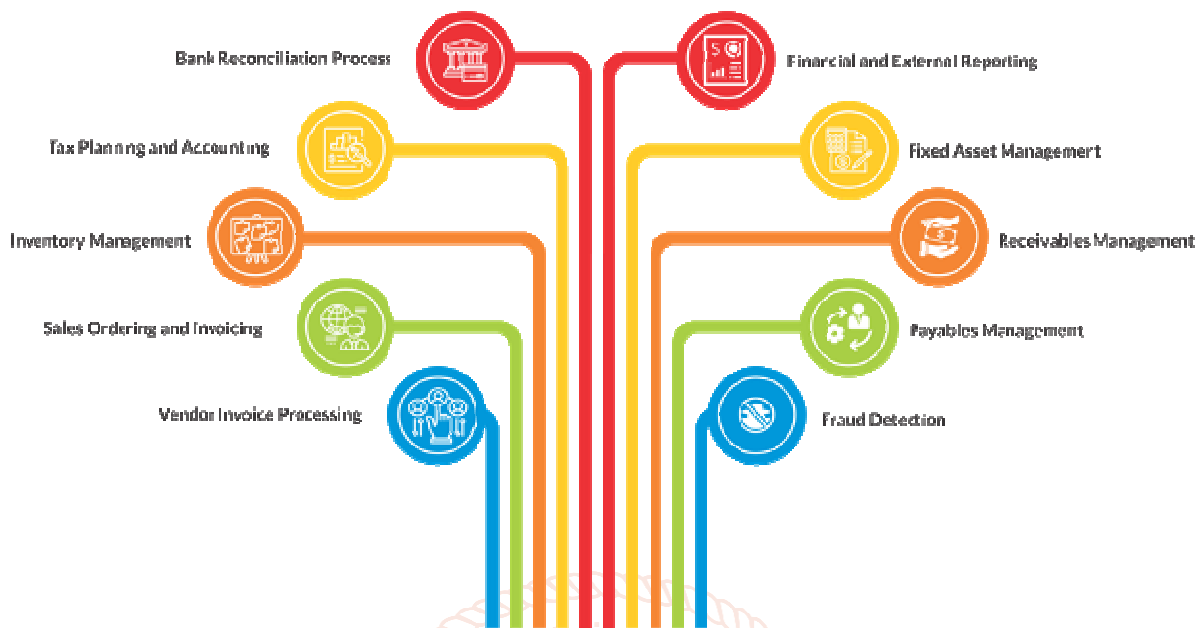 Bank Reconciliation Process
Financial and External Reporting
Tax Planning and Accounting
Fixed Asset Management
Inventory Management
Receivables Management
Sales Ordering and Invoicing
Payables Management
Vendor Invoice Processing
Fraud Detection